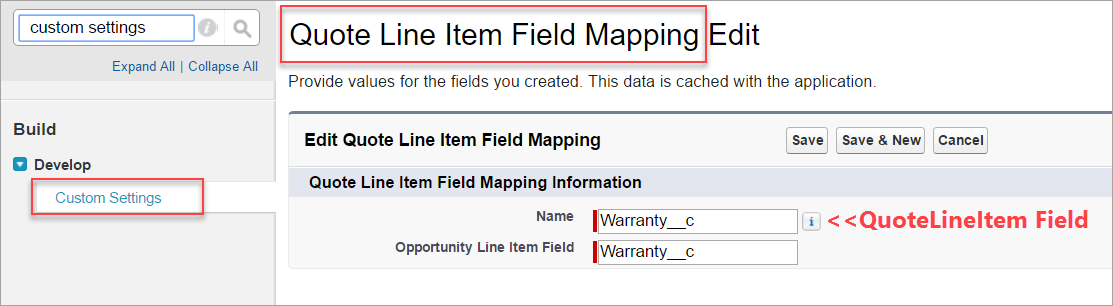 custom settings
Expand All | Collapse All
Build
Develop
Custom Settings
Quote Line Item Field Mapping Edit
Provide values for the fields you created. This data is cached with the application.
Edit Quote Line Item Field Mapping
Save
Save & New
Cancel
Quote Line Item Field Mapping Information
Name
Warranty__c
<<QuoteLineItem Field
Opportunity Line Item Field
Warranty__c